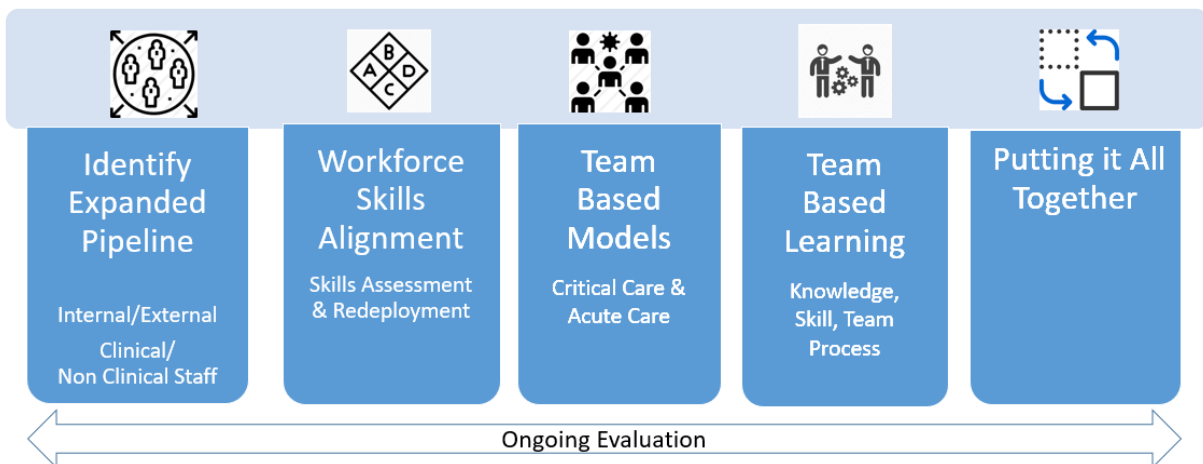 B
A
D
C
Identify
Expanded
Pipeline
Internal/External
Clinical/
Non Clinical Staff
Workforce
Skills
Alignment
Skills Assessment
& Redeployment
Team
Based
Models
Critical Care &
Acute Care
Team
Based
Learning
Knowledge,
Skill, Team
Process
Putting it All
Together
Ongoing Evaluation